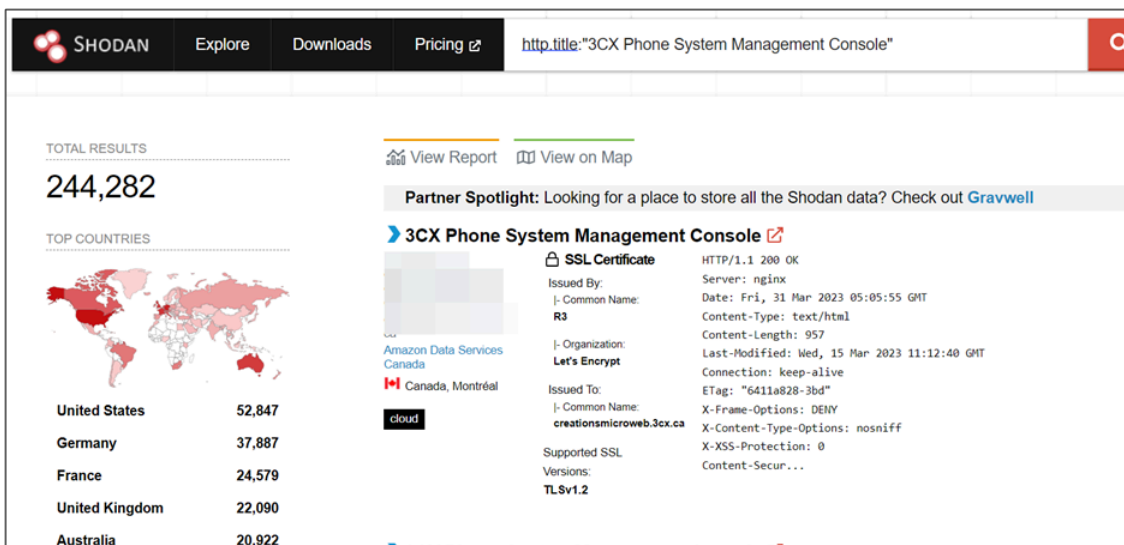 SHODAN Explore Downloads Pricing http.title:"3CX Phone System Management Console"
TOTAL RESULTS
244,282
TOP COUNTRIES
United States 52,847
Germany 37,887
France 24,579
United Kingdom 22,090
Australia 20,922
View Report View on Map
Partner Spotlight: Looking for a place to store all the Shodan data? Check out Gravwell
3CX Phone System Management Console
Amazon Data Services
Canada
Canada, Montréal
cloud
SSL Certificate
Issued By:
|- Common Name:
R3
|- Organization:
Let's Encrypt
Issued To:
|- Common Name:
creationsmicroweb.3cx.ca
Supported SSL
Versions:
TLSv1.2
HTTP/1.1 200 OK
Server: nginx
Date: Fri, 31 Mar 2023 05:05:55 GMT
Content-Type: text/html
Content-Length: 957
Last-Modified: Wed, 15 Mar 2023 11:12:40 GMT
Connection: keep-alive
ETag: "6411a828-3bd"
X-Frame-Options: DENY
X-Content-Type-Options: nosniff
X-XSS-Protection: 0
Content-Secur...